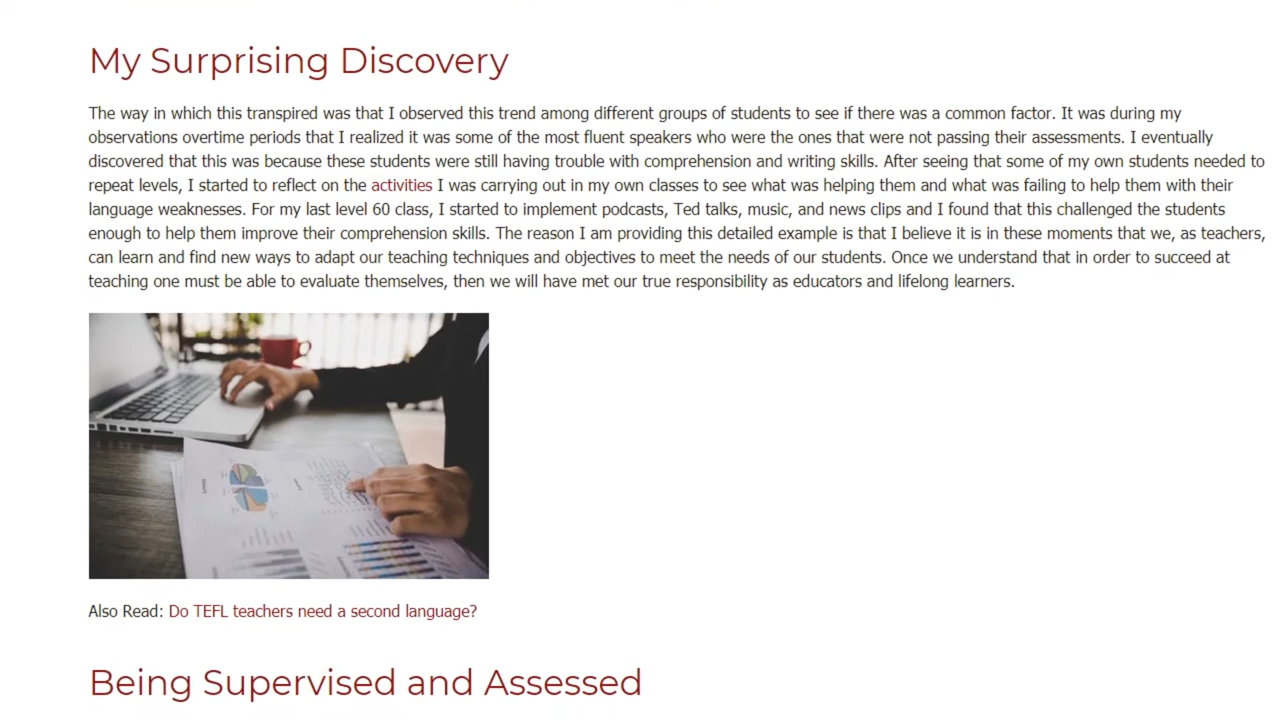 My Surprising Discovery
The way in which this transpired was that I observed this trend among different groups of students to see if there was a common factor. It was during my
observations overtime periods that I realized it was some of the most fluent speakers who were the ones that were not passing their assessments. I eventually
discovered that this was because these students were still having trouble with comprehension and writing skills. After seeing that some of my own students needed to
repeat levels, I started to reflect on the activities I was carrying out in my own classes to see what was helping them and what was failing to help them with their
language weaknesses. For my last level 60 class, I started to implement podcasts, Ted talks, music, and news clips and I found that this challenged the students
enough to help them improve their comprehension skills. The reason I am providing this detailed example is that I believe it is in these moments that we, as teachers,
can learn and find new ways to adapt our teaching techniques and objectives to meet the needs of our students. Once we understand that in order to succeed at
teaching one must be able to evaluate themselves, then we will have met our true responsibility as educators and lifelong learners.
Also Read: Do TEFL teachers need a second language?
Being Supervised and Assessed